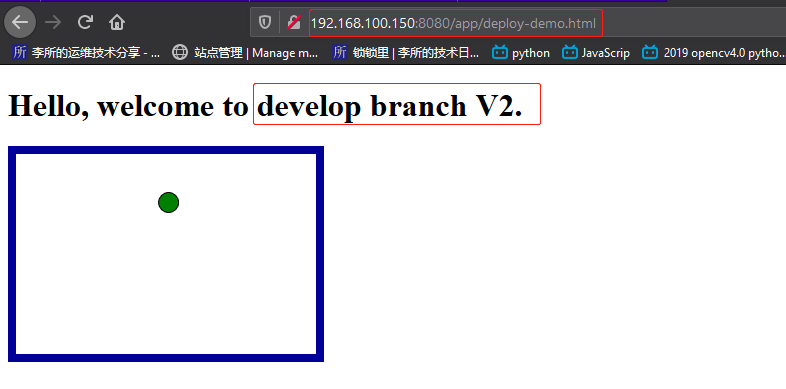 192.168.100.150:8080/app/deploy-demo.html
所 李所的运维技术分享 - ... 站点管理 | Manage m... 所 锁锁里 | 李所的技术日... python JavaScrip 2019 opencv4.0 pytho...
Hello, welcome to develop branch V2.